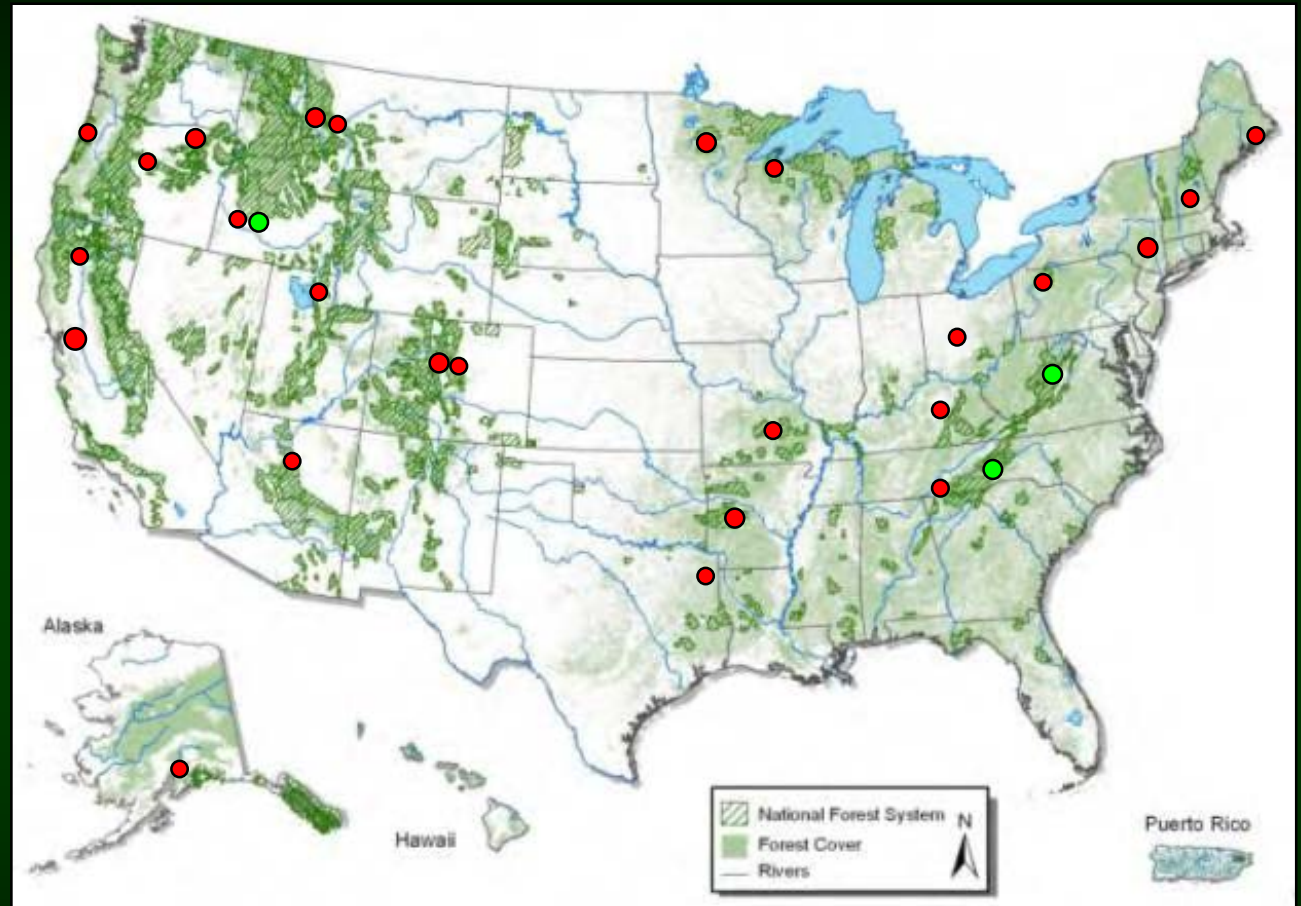 Alaska
Hawaii
National Forest System
Forest Cover
Rivers
N
Puerto Rico